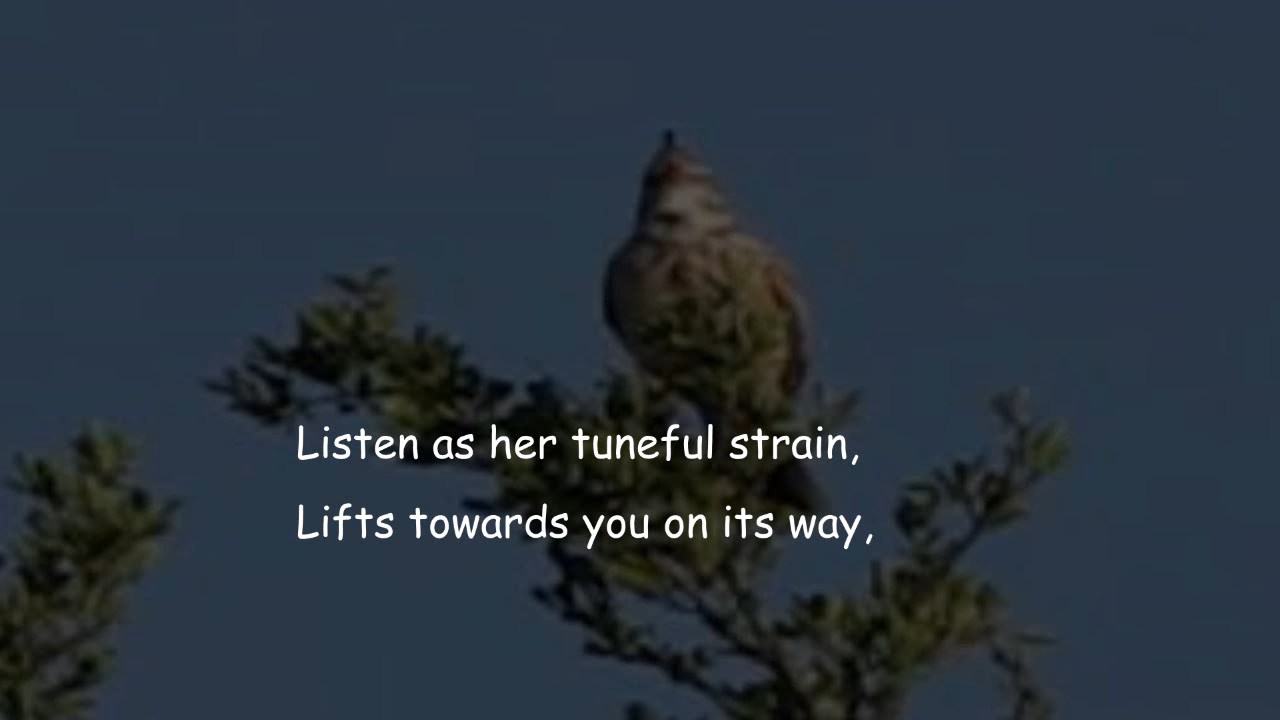 Listen as her tuneful strain,
Lifts towards you on its way,